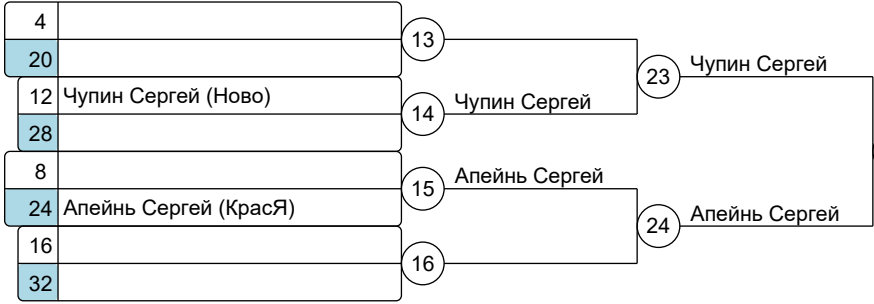 4
13
20
23 Чупин Сергей
12 Чупин Сергей (Ново)
14 Чупин Сергей
28
8
15 Апейнь Сергей
24 Апейнь Сергей (КрасЯ)
24 Апейнь Сергей
16
16
32